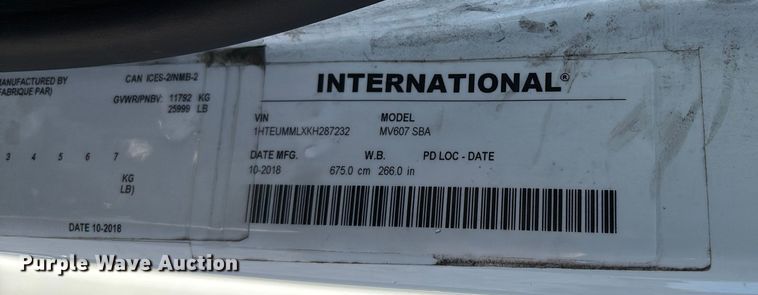 MANUFACTURED BY
FABRIQUE PAR)
CAN ICES-2/NMB-2
GVWR/PNBV: 11792 KG
25999 LB
3 4 5 6 7
KG
LB)
DATE 10-2018
INTERNATIONAL®
VIN MODEL
1HTEUMMLXKH287232 MV607 SBA
DATE MFG. W.B. PD LOC - DATE
10-2018 675.0 cm 266.0 in
Purple Wave Auction